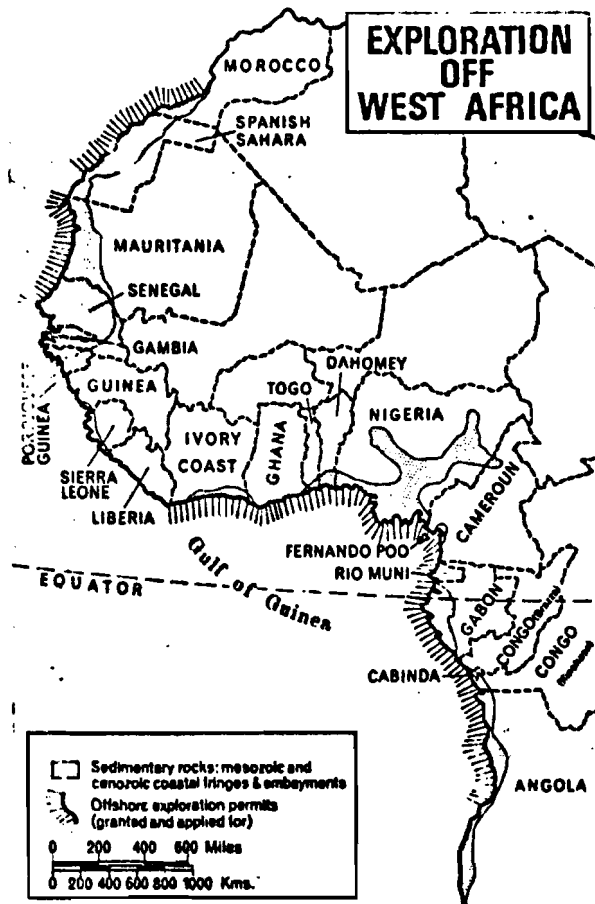 EXPLORATION
OFF
WEST AFRICA
MOROCCO
SPANISH
SAHARA
MAURITANIA
SENEGAL
GAMBIA
GUINEA
GUINEA
SIERRA
LEONE
LIBERIA
IVORY
COAST
GHANA
TOGO
DAHOMEY
NIGERIA
CAMEROUN
FERNANDO POO
RIO MUNI
EQUATOR
Gulf of Guinea
GABON
CONGO
CONGO
CABINDA
ANGOLA
Sedimentary rocks: mesozoic and
cenozoic coastal fringes & embayments
Offshore exploration permits
(granted and applied for)
0 200 400 600 Miles
0 200 400 600 800 1000 Kms.